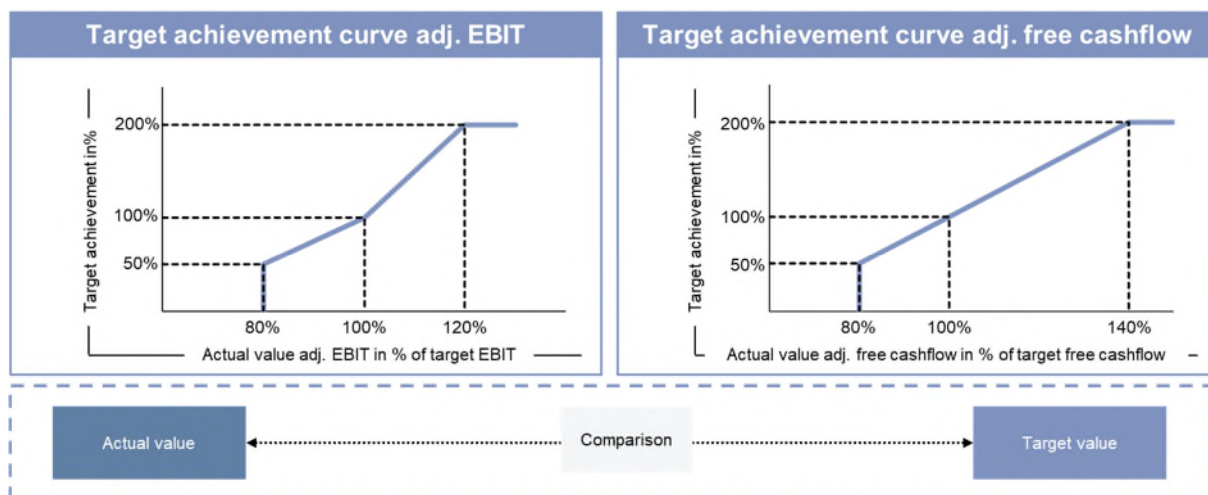 Target achievement curve adj. EBIT
Target achievement in%
200%
100%
50%
80%
100%
120%
Actual value adj. EBIT in % of target EBIT
Target achievement curve adj. free cashflow
Target achievement in%
200%
100%
50%
80%
100%
140%
Actual value adj. free cashflow in % of target free cashflow
Actual value
Comparison
Target value